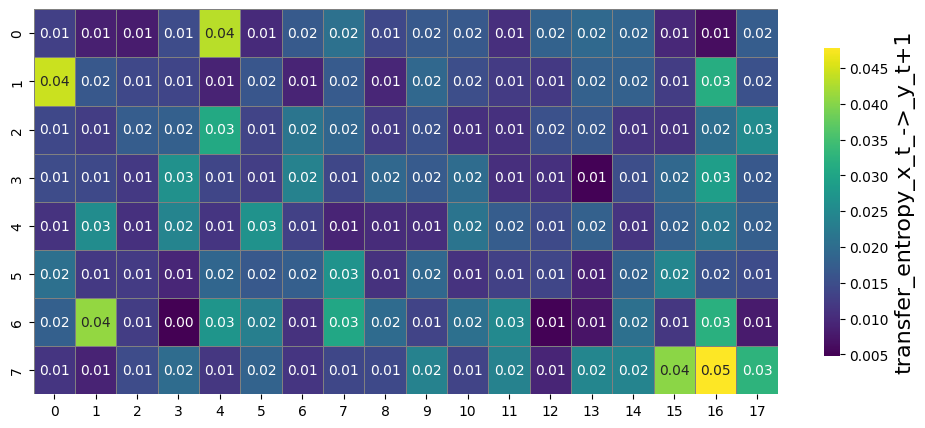 0 0.01 0.01 0.01 0.01 0.04 0.01 0.02 0.02 0.01 0.02 0.02 0.01 0.02 0.02 0.02 0.01 0.01 0.02
1 0.04 0.02 0.01 0.01 0.01 0.02 0.01 0.02 0.01 0.02 0.01 0.01 0.02 0.02 0.02 0.01 0.03 0.02
2 0.01 0.01 0.02 0.02 0.03 0.01 0.02 0.02 0.01 0.02 0.01 0.01 0.02 0.02 0.01 0.01 0.02 0.03
3 0.01 0.01 0.01 0.03 0.01 0.01 0.02 0.01 0.02 0.02 0.02 0.01 0.01 0.01 0.01 0.02 0.03 0.02
4 0.01 0.03 0.01 0.02 0.01 0.03 0.01 0.01 0.01 0.01 0.02 0.02 0.01 0.02 0.01 0.02 0.02 0.02
5 0.02 0.01 0.01 0.01 0.02 0.02 0.02 0.03 0.01 0.02 0.01 0.01 0.01 0.01 0.02 0.02 0.02 0.01
6 0.02 0.04 0.01 0.00 0.03 0.02 0.01 0.03 0.02 0.01 0.02 0.03 0.01 0.01 0.02 0.01 0.03 0.01
7 0.01 0.01 0.01 0.02 0.01 0.02 0.01 0.01 0.01 0.02 0.01 0.02 0.01 0.02 0.02 0.04 0.05 0.03
0 1 2 3 4 5 6 7 8 9 10 11 12 13 14 15 16 17
0.045
0.040
0.035
0.030
0.025
0.020
0.015
0.010
0.005
transfer_entropy_x_t_->_y_t+1